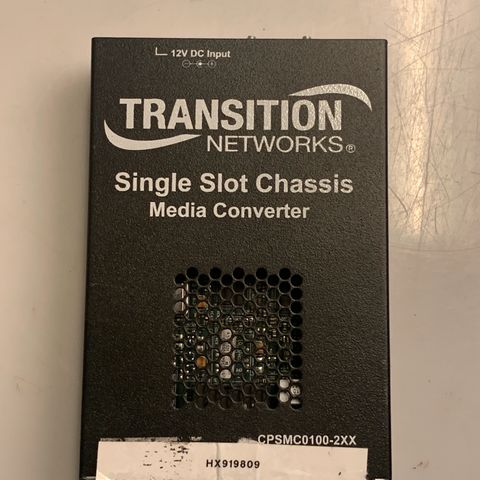 12V DC Input
TRANSITION
NETWORKS®
Single Slot Chassis
Media Converter
CPSMC0100-2XX
HX919809